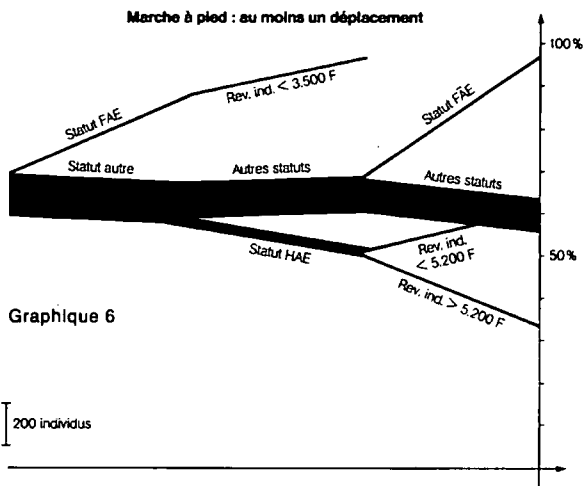 Marche à pied : au moins un déplacement
100%
Statut FAE
Rev. ind. < 3.500 F
Statut FĀE
Statut autre
Autres statuts
Autres statuts
Statut HAE
Rev. ind.
< 5.200 F
50%
Rev. ind. > 5.200 F
Graphique 6
200 individus